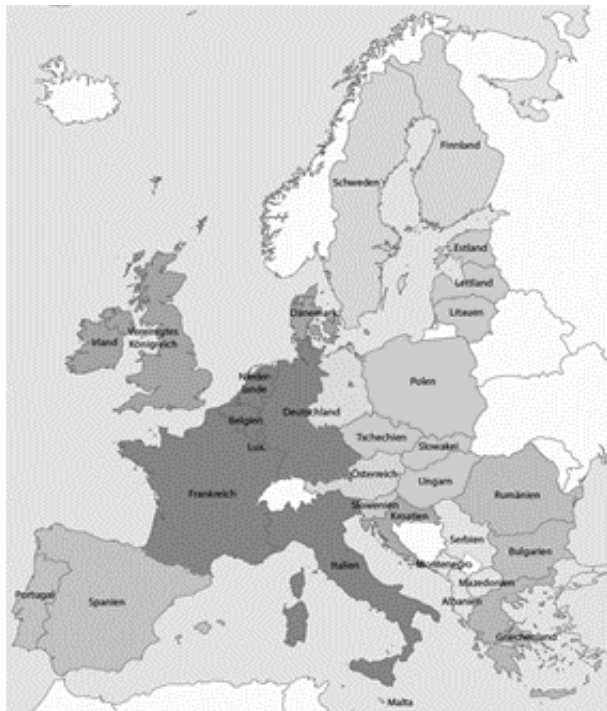 Finnland
Schweden
Estland
Lettland
Litauen
Dänemark
Irland
Vereinigtes
Königreich
Nieder-
lande
Polen
Deutschland
Belgien
Lux.
Tschechien
Slowakei
Österreich
Ungarn
Frankreich
Rumänien
Slowenien
Kroatien
Serbien
Bulgarien
Italien
Montenegro
Mazedonien
Portugal
Spanien
Albanien
Griechenland
Malta